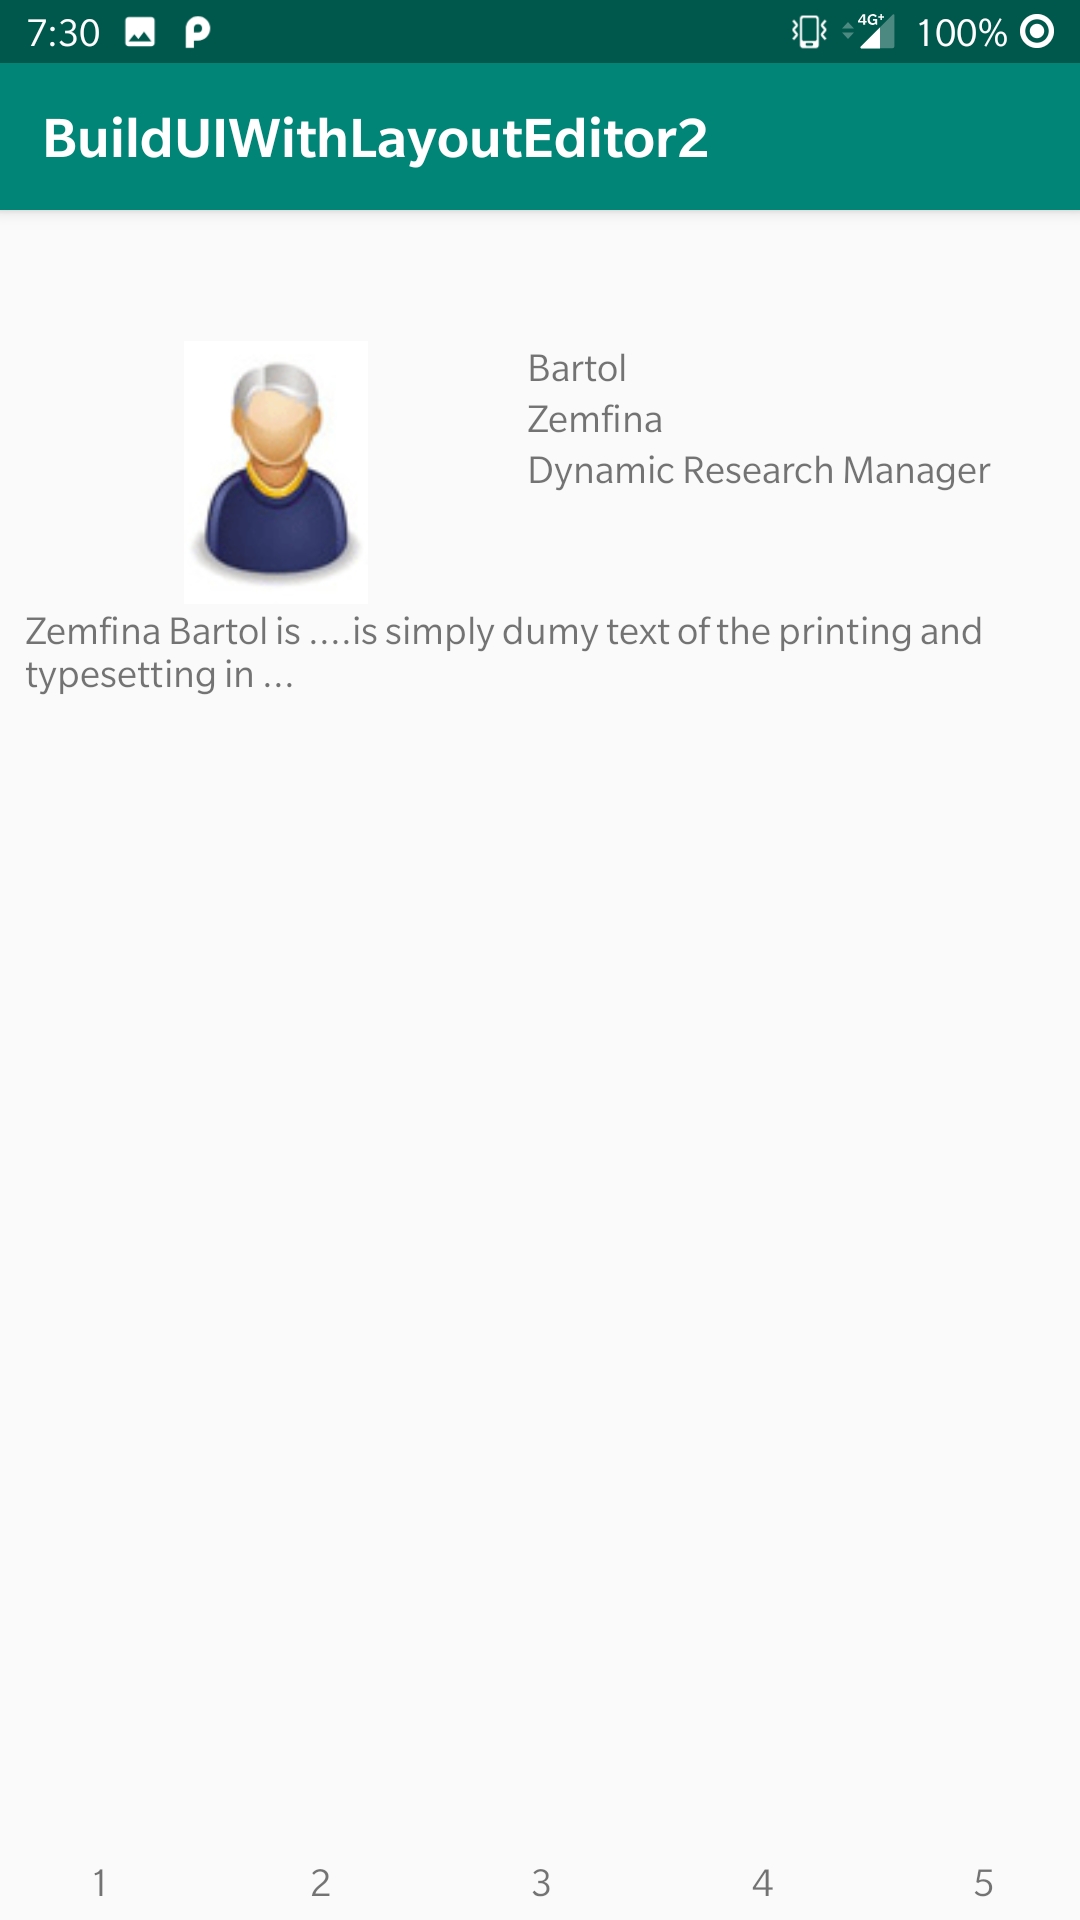 7:30 4G+ 100%
BuildUIWithLayoutEditor2
Bartol
Zemfina
Dynamic Research Manager
Zemfina Bartol is ....is simply dumy text of the printing and
typesetting in ...
1 2 3 4 5